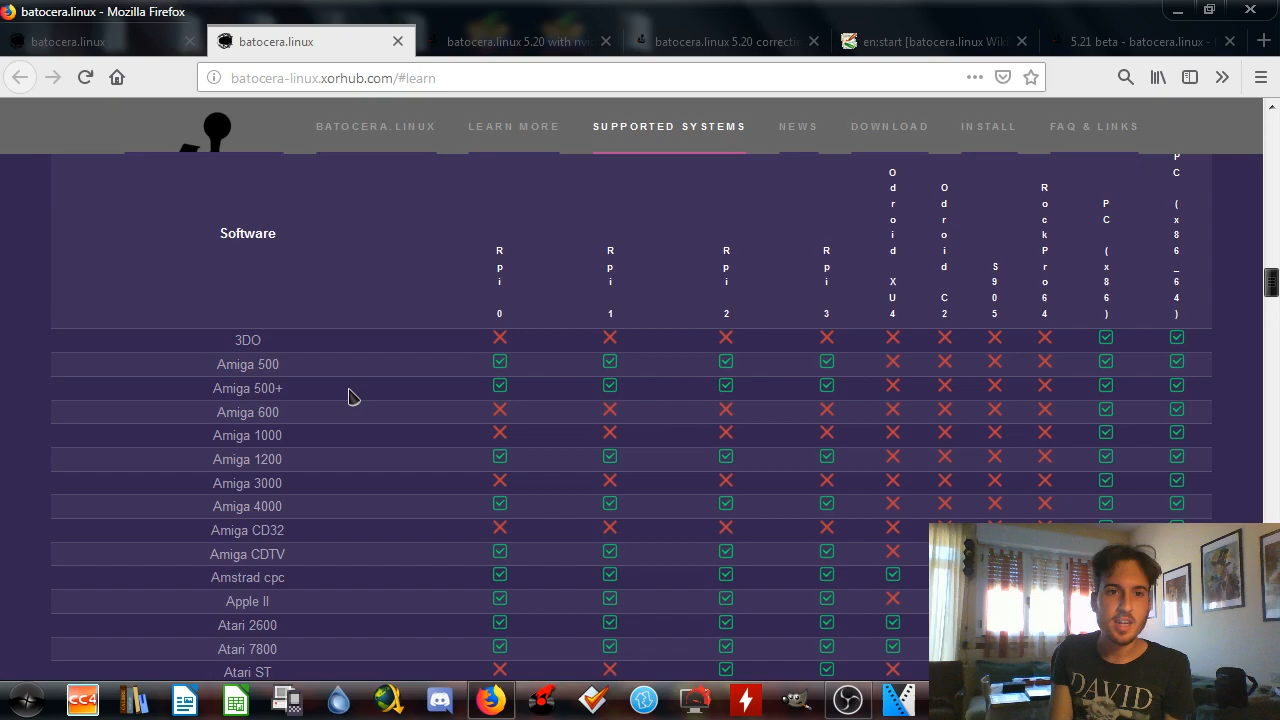 batocera.linux - Mozilla Firefox
batocera.linux
batocera.linux
batocera.linux 5.20 with nvi
batocera.linux 5.20 correctio
en:start [batocera.linux Wiki
5.21 beta - batocera.linux -
batocera-linux.xorhub.com/#learn
BATOCERA.LINUX LEARN MORE SUPPORTED SYSTEMS NEWS DOWNLOAD INSTALL FAQ & LINKS
Software
Rpi 0
Rpi 1
Rpi 2
Rpi 3
Odroid XU4
Odroid C2
S905
RockPro64
PC (x86)
PC (x86_64)
3DO
Amiga 500
Amiga 500+
Amiga 600
Amiga 1000
Amiga 1200
Amiga 3000
Amiga 4000
Amiga CD32
Amiga CDTV
Amstrad cpc
Apple II
Atari 2600
Atari 7800
Atari ST
CC4
DAVID